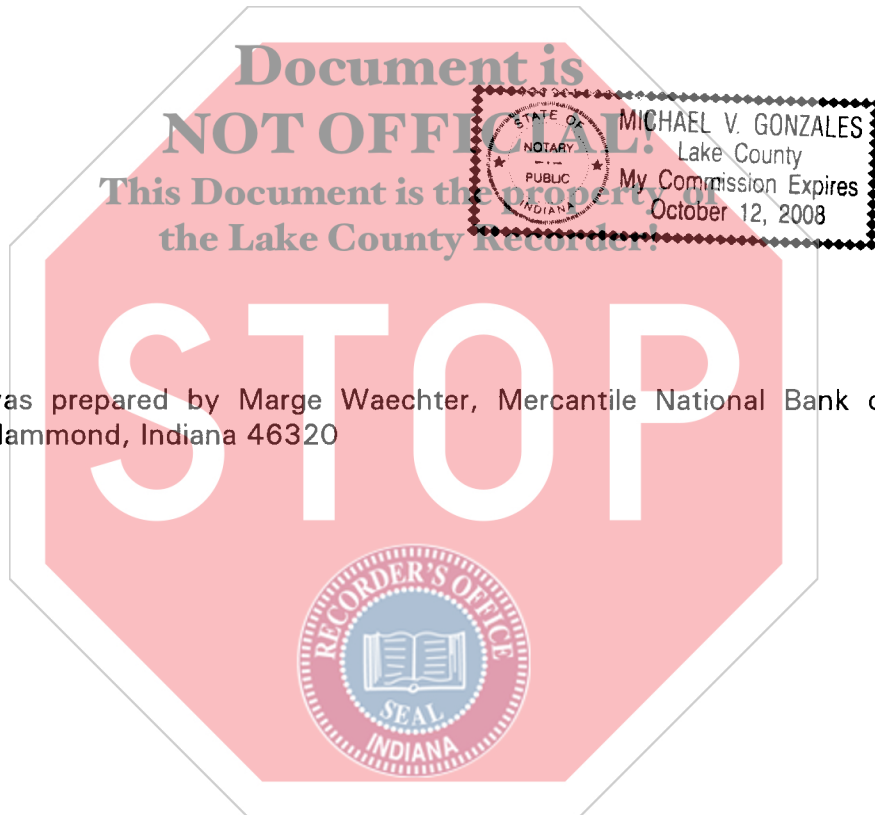 Document is
NOT OFFICIAL!
This Document is the property of
the Lake County Recorder!
STATE OF
NOTARY
PUBLIC
INDIANA
MICHAEL V. GONZALES
Lake County
My Commission Expires
October 12, 2008
was prepared by Marge Waechter, Mercantile National Bank
Hammond, Indiana 46320
STOP
RECORDER'S OFFICE
SEAL
INDIANA